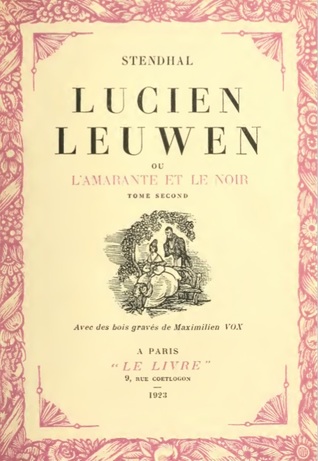 STENDHAL
LUCIEN
LEUWEN
OU
L'AMARANTE ET LE NOIR
TOME SECOND
Avec des bois gravés de Maximilien VOX
A PARIS
"LE LIVRE"
9, RUE COETLOGON
1923